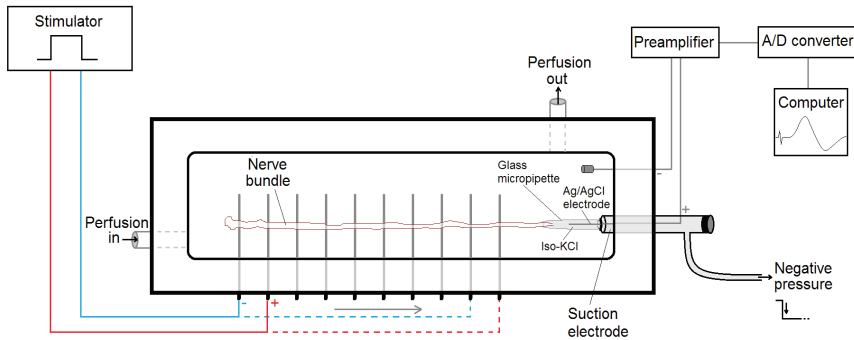 Stimulator
Preamplifier
A/D converter
Computer
Perfusion
out
Nerve
bundle
Glass
micropipette
Ag/AgCl
electrode
-
+
Perfusion
in
Iso-KCl
- +
Negative
pressure
Suction
electrode